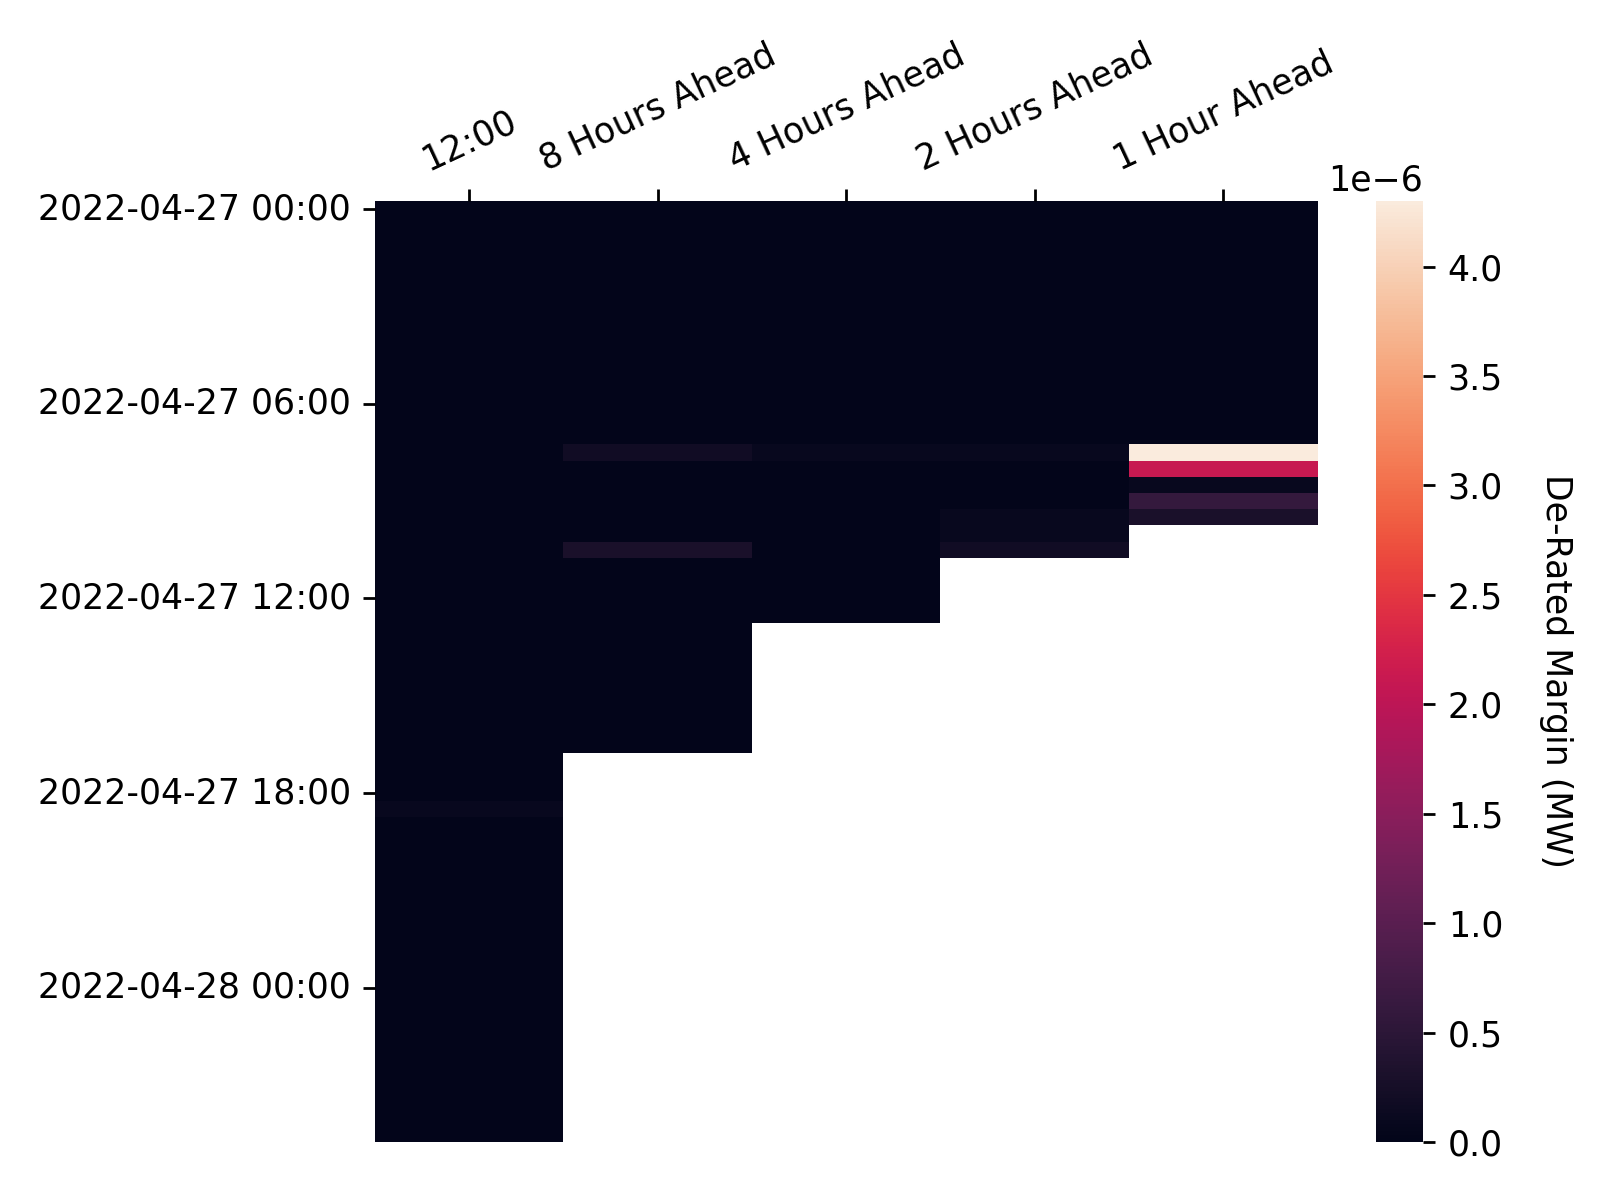 12:00
8 Hours Ahead
4 Hours Ahead
2 Hours Ahead
1 Hour Ahead
1e−6
2022-04-27 00:00
2022-04-27 06:00
2022-04-27 12:00
2022-04-27 18:00
2022-04-28 00:00
4.0
3.5
3.0
2.5
2.0
1.5
1.0
0.5
0.0
De-Rated Margin (MW)